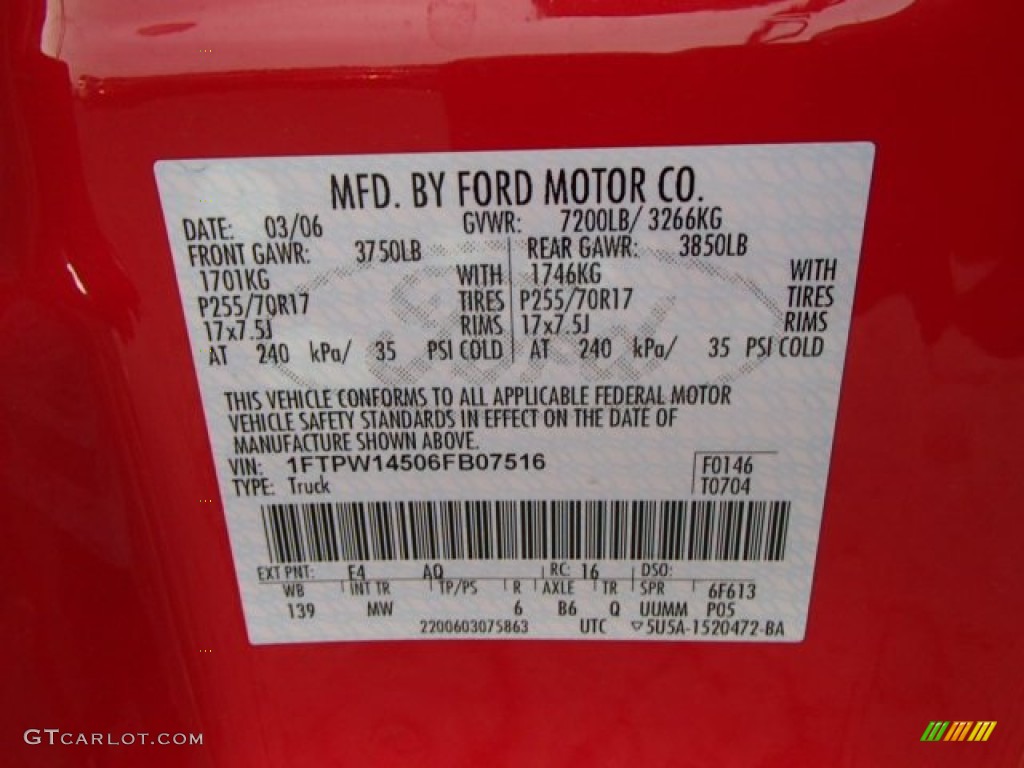 MFD. BY FORD MOTOR CO.
DATE: 03/06 GVWR: 7200LB/ 3266KG
FRONT GAWR: 3750LB REAR GAWR: 3850LB
1701KG WITH 1746KG WITH
P255/70R17 TIRES P255/70R17 TIRES
17x7.5J RIMS 17x7.5J RIMS
AT 240 kPa/ 35 PSI COLD AT 240 kPa/ 35 PSI COLD
THIS VEHICLE CONFORMS TO ALL APPLICABLE FEDERAL MOTOR
VEHICLE SAFETY STANDARDS IN EFFECT ON THE DATE OF
MANUFACTURE SHOWN ABOVE.
VIN: 1FTPW14506FB07516 F0146
TYPE: Truck T0704
EXT PNT: F4 AQ RC: 16 DSO:
WB INT TR TP/PS R AXLE TR SPR 6F613
139 MW 6 B6 Q UUMM P05
2200603075863 UTC 5U5A-1520472-BA
GTCARLOT.COM